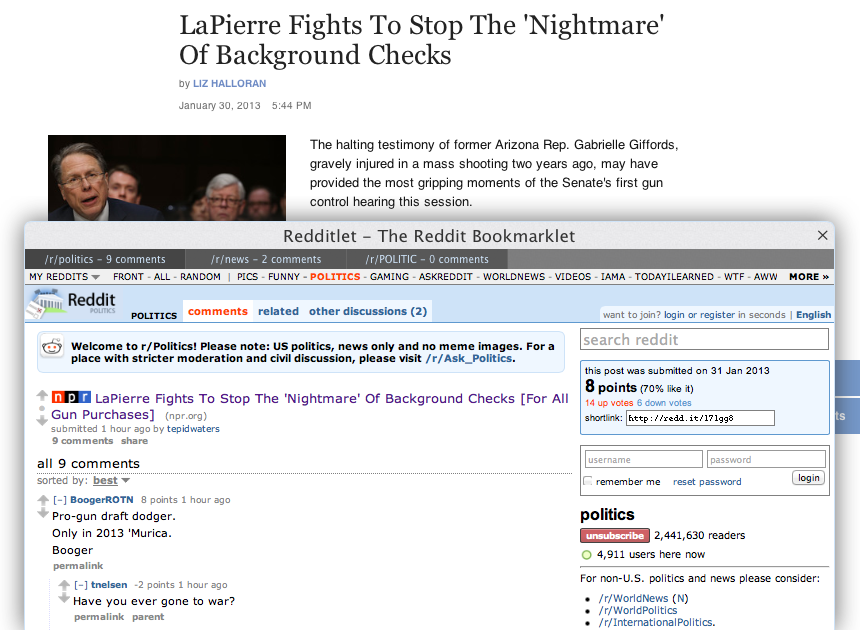 LaPierre Fights To Stop The 'Nightmare'
Of Background Checks
by LIZ HALLORAN
January 30, 2013 5:44 PM
The halting testimony of former Arizona Rep. Gabrielle Giffords,
gravely injured in a mass shooting two years ago, may have
provided the most gripping moments of the Senate's first gun
control hearing this session.
Redditlet – The Reddit Bookmarklet
/r/politics – 9 comments
/r/news – 2 comments
/r/POLITIC – 0 comments
MY REDDITS FRONT - ALL - RANDOM | PICS - FUNNY - POLITICS - GAMING - ASKREDDIT - WORLDNEWS - VIDEOS - IAMA - TODAYILEARNED - WTF - AWW MORE »
Reddit
POLITICS
POLITICS comments related other discussions (2)
want to join? login or register in seconds | English
Welcome to r/Politics! Please note: US politics, news only and no meme images. For a
place with stricter moderation and civil discussion, please visit /r/Ask_Politics.
npr LaPierre Fights To Stop The 'Nightmare' Of Background Checks [For All
Gun Purchases] (npr.org)
submitted 1 hour ago by tepidwaters
9 comments share
all 9 comments
sorted by: best
[–] BoogerROTN 8 points 1 hour ago
Pro-gun draft dodger.
Only in 2013 'Murica.
Booger
permalink
[–] tnelsen -2 points 1 hour ago
Have you ever gone to war?
permalink parent
search reddit
this post was submitted on 31 Jan 2013
8 points (70% like it)
14 up votes 6 down votes
shortlink: http://redd.it/17lgg8
username password
remember me reset password login
politics
unsubscribe 2,441,630 readers
4,911 users here now
For non-U.S. politics and news please consider:
/r/WorldNews (N)
/r/WorldPolitics
/r/InternationalPolitics.
ts